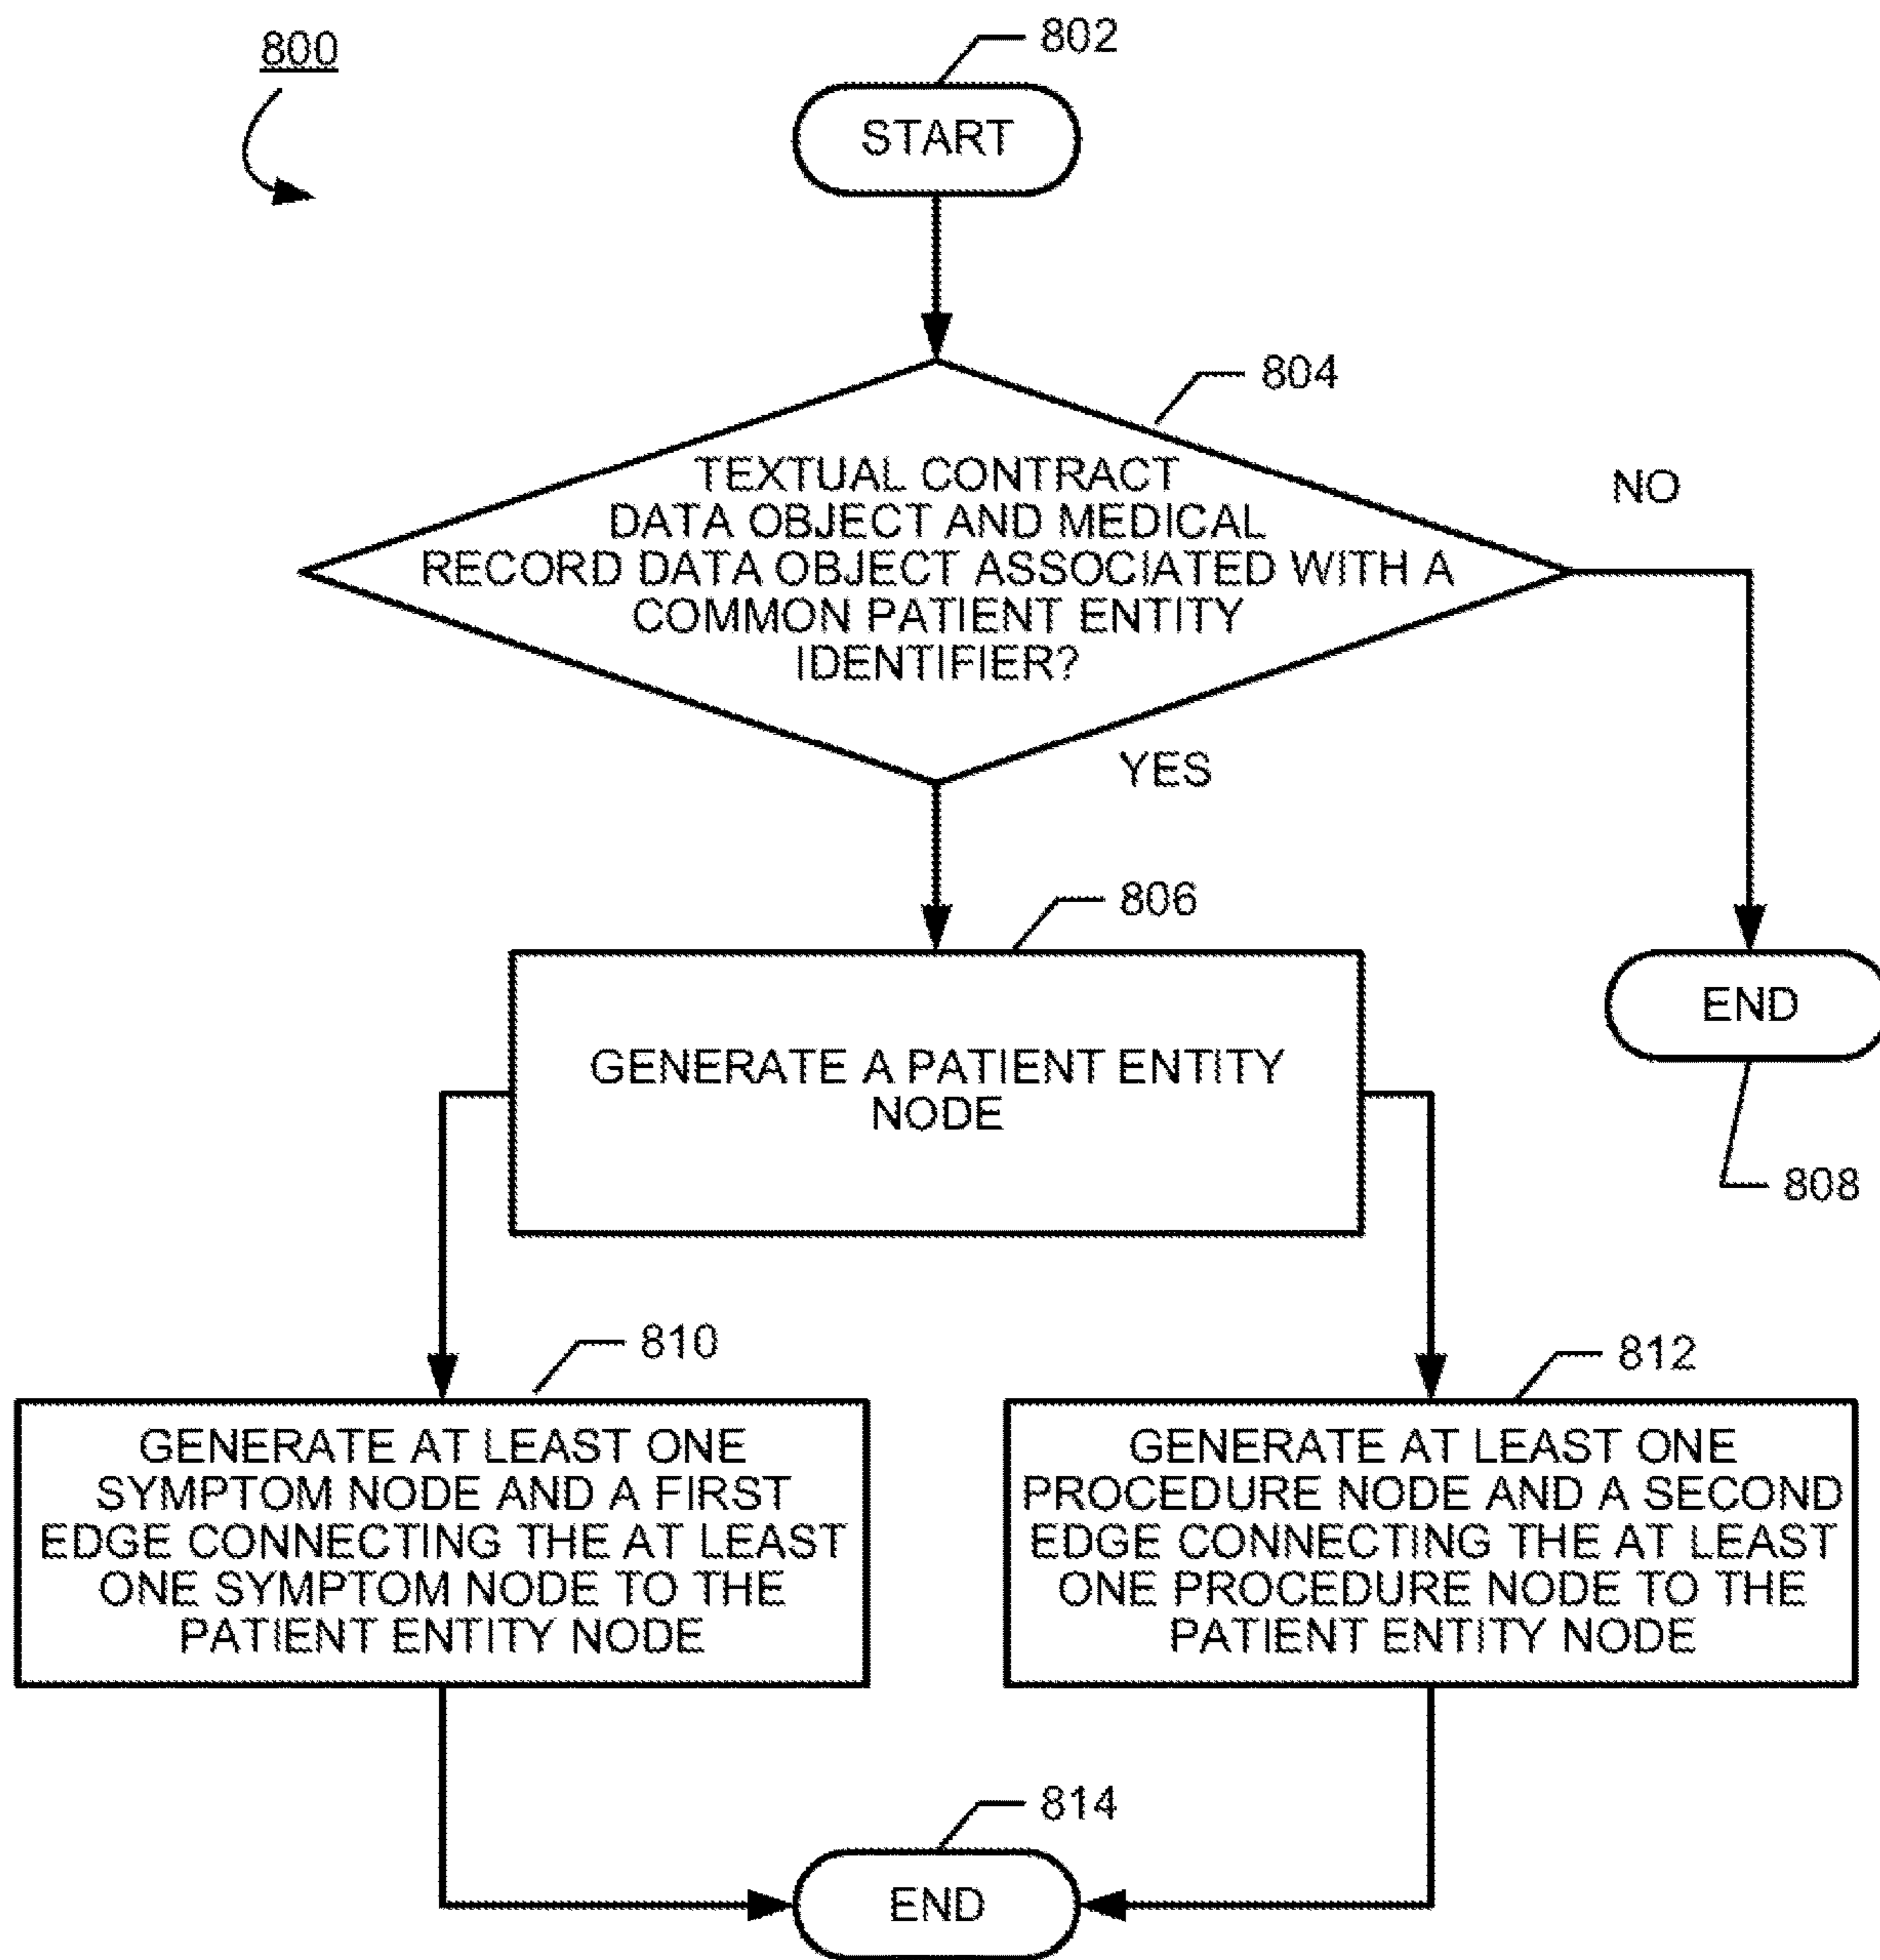 800
802
START
804
TEXTUAL CONTRACT
DATA OBJECT AND MEDICAL
RECORD DATA OBJECT ASSOCIATED WITH A
COMMON PATIENT ENTITY
IDENTIFIER?
NO
YES
806
GENERATE A PATIENT ENTITY
NODE
END
808
810
GENERATE AT LEAST ONE
SYMPTOM NODE AND A FIRST
EDGE CONNECTING THE AT LEAST
ONE SYMPTOM NODE TO THE
PATIENT ENTITY NODE
812
GENERATE AT LEAST ONE
PROCEDURE NODE AND A SECOND
EDGE CONNECTING THE AT LEAST
ONE PROCEDURE NODE TO THE
PATIENT ENTITY NODE
814
END